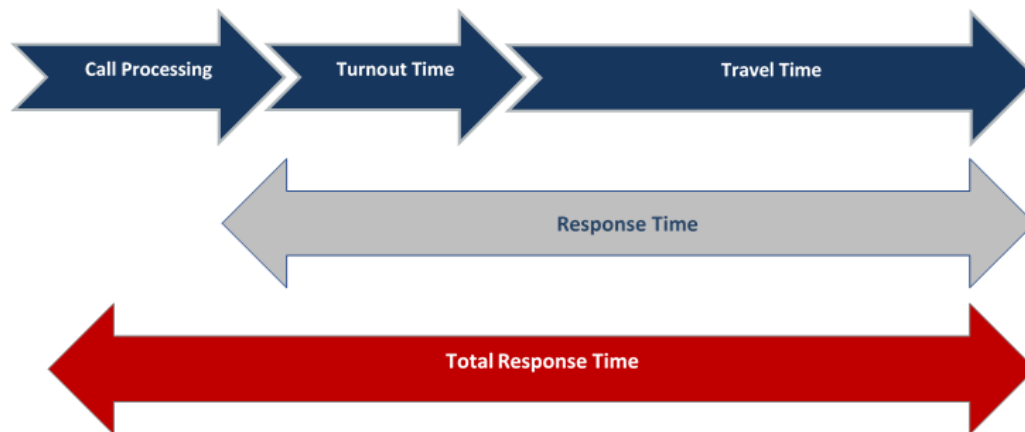 Call Processing
Turnout Time
Travel Time
Response Time
Total Response Time